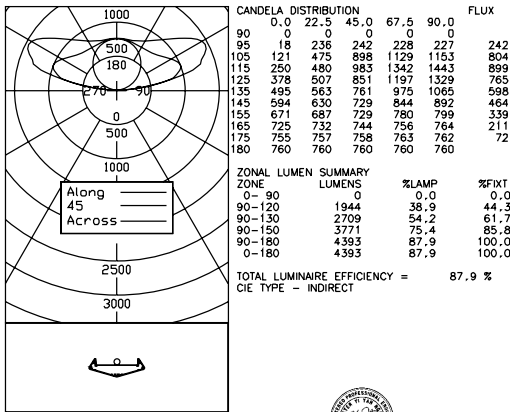 1000
500
180
270 90
0
500
1000
Along
45
Across
2500
3000
CANDELA DISTRIBUTION FLUX
0.0 22.5 45.0 67.5 90.0
90 0 0 0 0 0
95 18 236 242 228 227 242
105 121 475 898 1129 1153 804
115 250 480 983 1342 1443 899
125 378 507 851 1197 1329 765
135 495 563 761 975 1065 598
145 594 630 729 844 892 464
155 671 687 729 780 799 339
165 725 732 744 756 764 211
175 755 757 758 763 762 72
180 760 760 760 760 760
ZONAL LUMEN SUMMARY
ZONE LUMENS %LAMP %FIXT
0- 90 0 0.0 0.0
90-120 1944 38.9 44.3
90-130 2709 54.2 61.7
90-150 3771 75.4 85.8
90-180 4393 87.9 100.0
0-180 4393 87.9 100.0
TOTAL LUMINAIRE EFFICIENCY = 87.9 %
CIE TYPE - INDIRECT